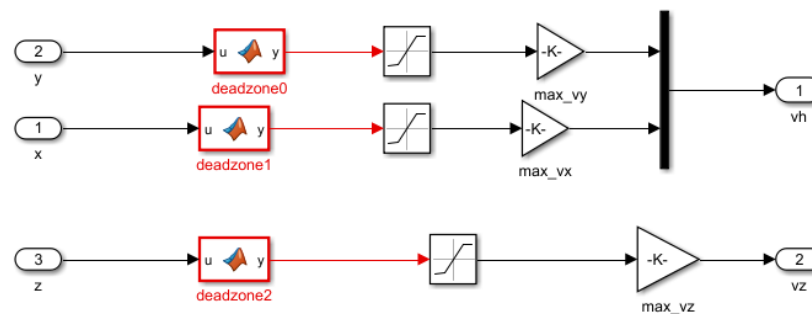 2
y
u y
deadzone0
-K-
max_vy
1
x
u y
deadzone1
-K-
max_vx
1
vh
3
z
u y
deadzone2
-K-
max_vz
2
vz